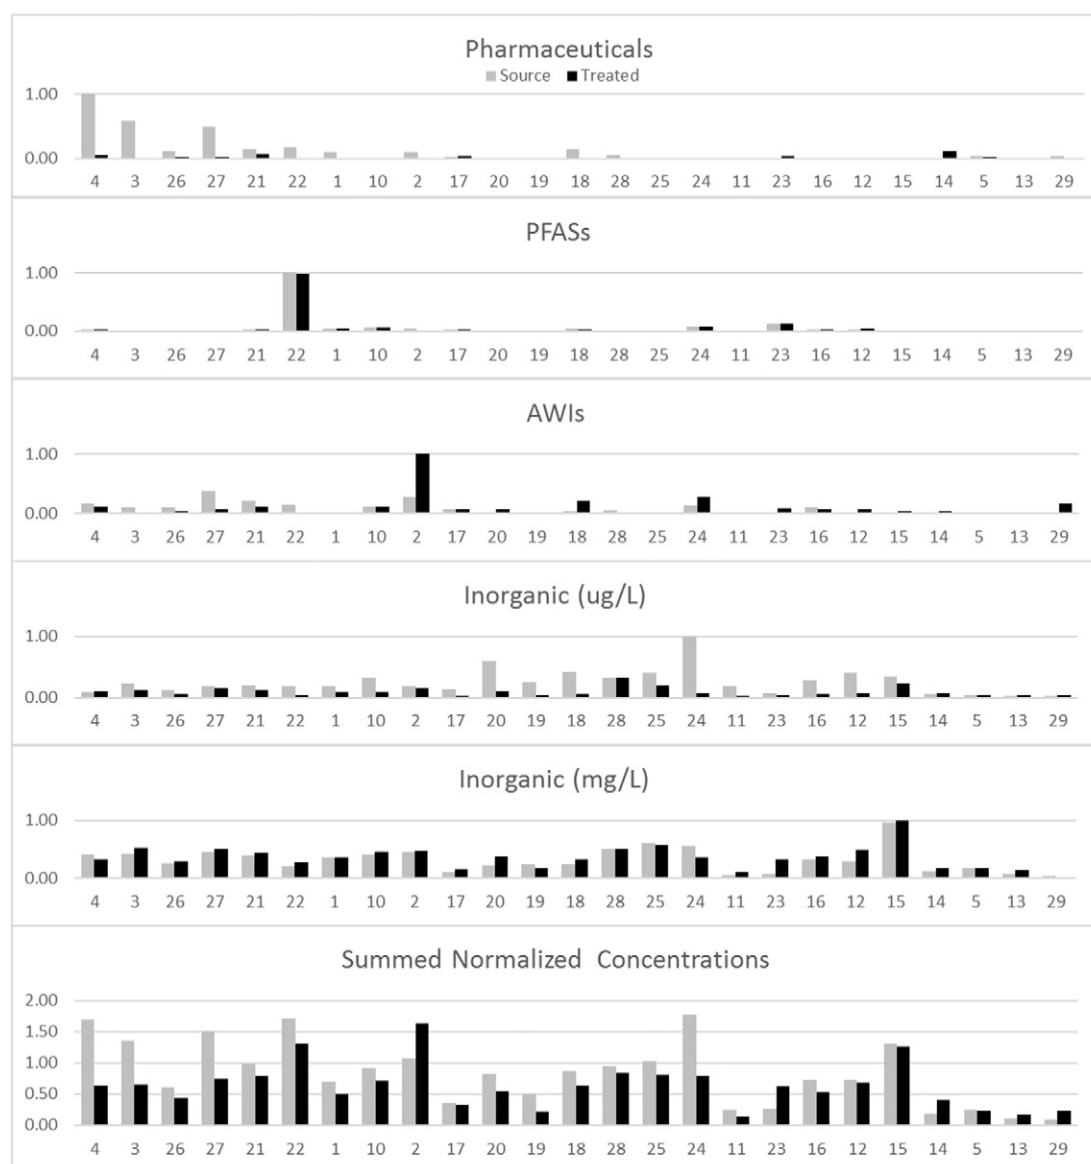 Pharmaceuticals
Source Treated
1.00
0.00
4 3 26 27 21 22 1 10 2 17 20 19 18 28 25 24 11 23 16 12 15 14 5 13 29
PFASs
1.00
0.00
4 3 26 27 21 22 1 10 2 17 20 19 18 28 25 24 11 23 16 12 15 14 5 13 29
AWIs
1.00
0.00
4 3 26 27 21 22 1 10 2 17 20 19 18 28 25 24 11 23 16 12 15 14 5 13 29
Inorganic (ug/L)
1.00
0.00
4 3 26 27 21 22 1 10 2 17 20 19 18 28 25 24 11 23 16 12 15 14 5 13 29
Inorganic (mg/L)
1.00
0.00
4 3 26 27 21 22 1 10 2 17 20 19 18 28 25 24 11 23 16 12 15 14 5 13 29
Summed Normalized Concentrations
2.00
1.50
1.00
0.50
0.00
4 3 26 27 21 22 1 10 2 17 20 19 18 28 25 24 11 23 16 12 15 14 5 13 29